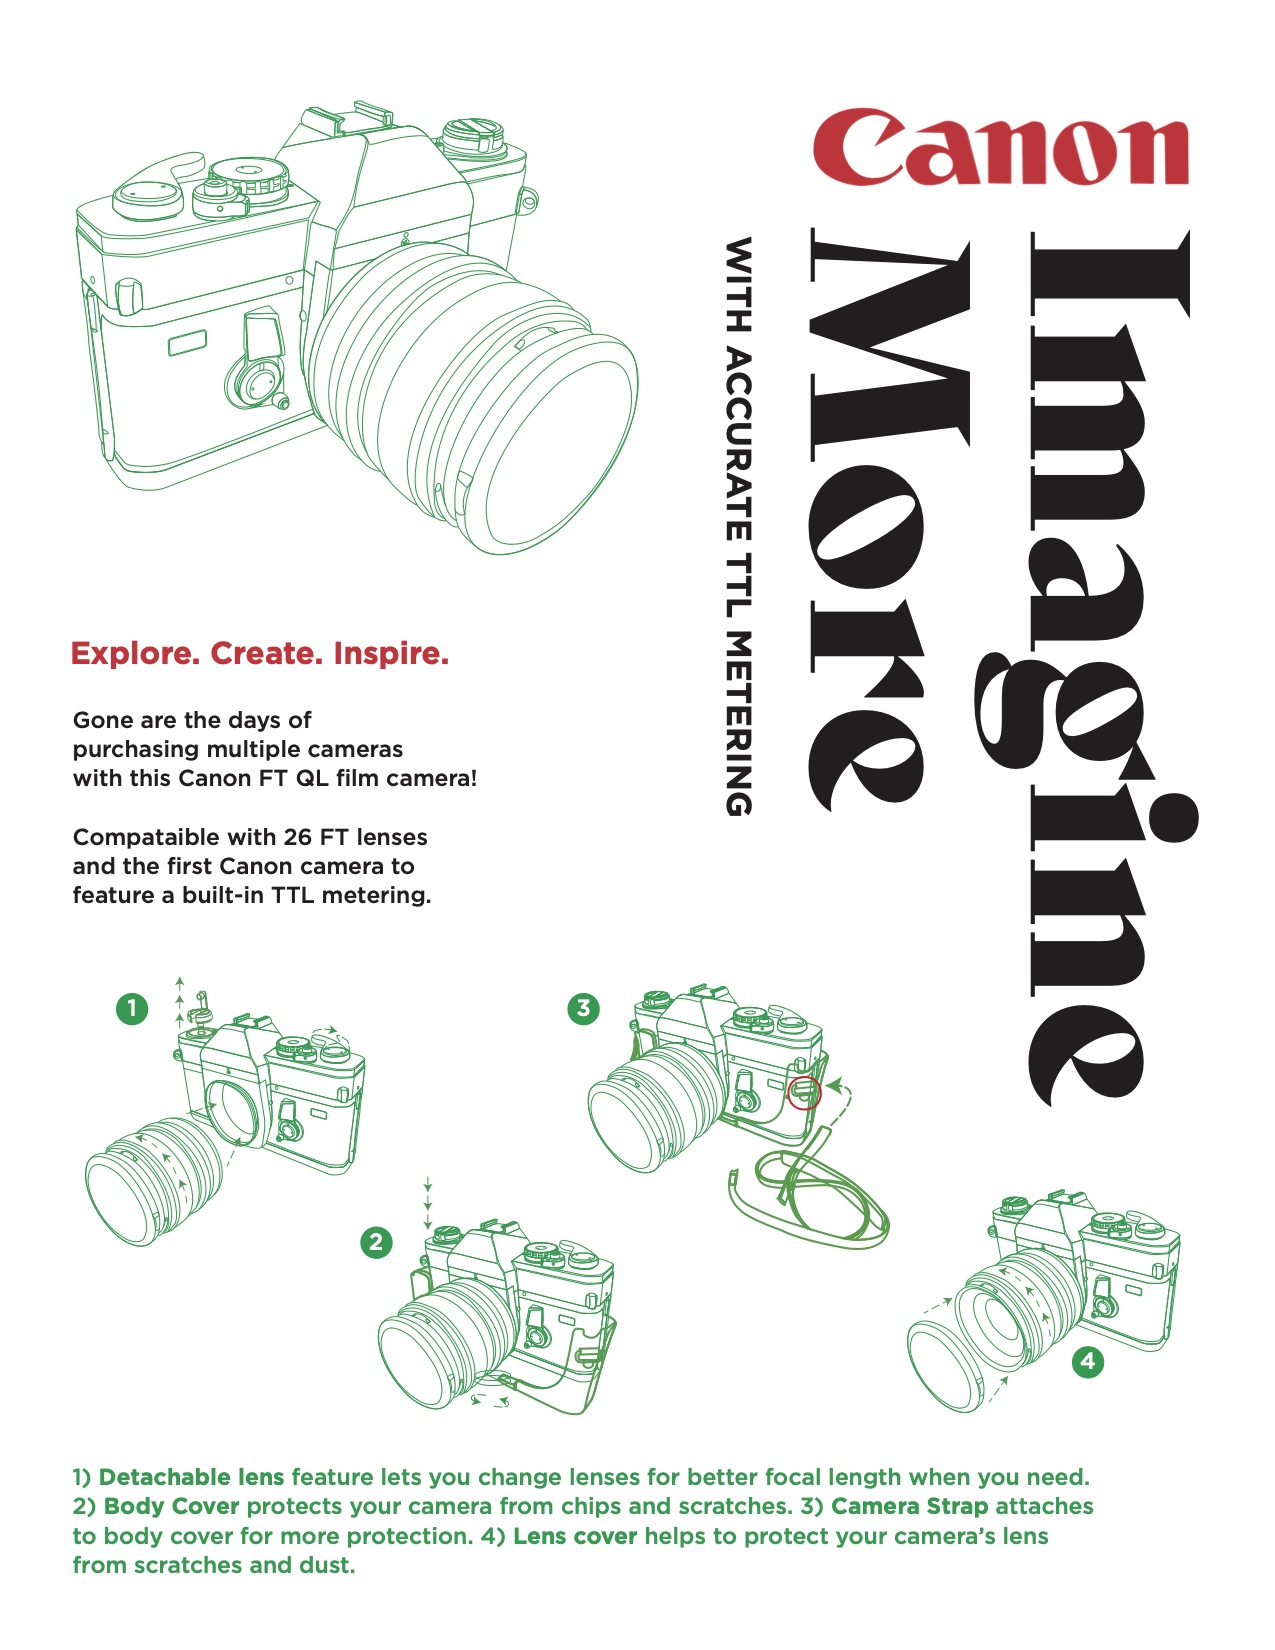 Canon
Imagine
More
WITH ACCURATE TTL METERING
Explore. Create. Inspire.
Gone are the days of
purchasing multiple cameras
with this Canon FT QL film camera!
Compataible with 26 FT lenses
and the first Canon camera to
feature a built-in TTL metering.
1
2
3
4
1) Detachable lens feature lets you change lenses for better focal length when you need.
2) Body Cover protects your camera from chips and scratches. 3) Camera Strap attaches
to body cover for more protection. 4) Lens cover helps to protect your camera’s lens
from scratches and dust.